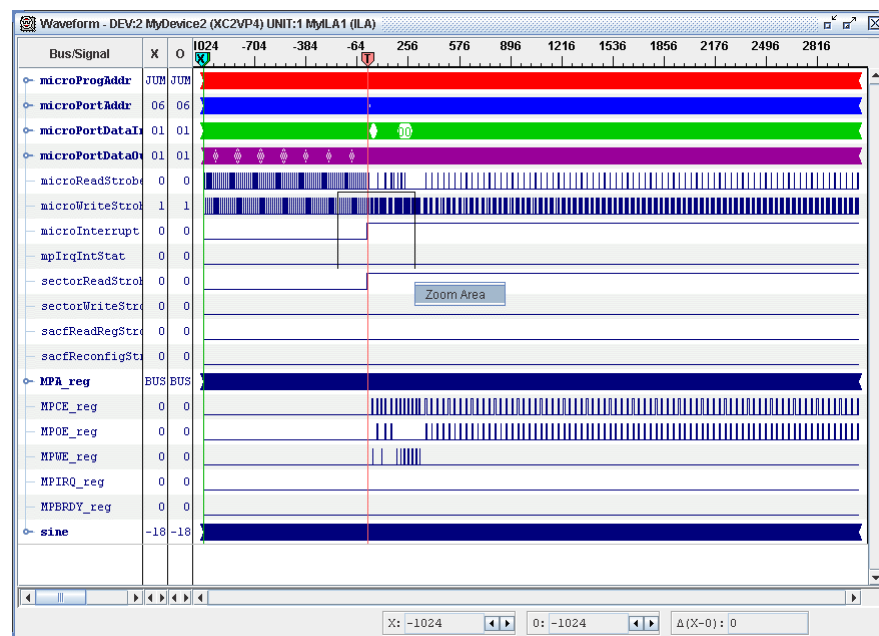 Waveform - DEV:2 MyDevice2 (XC2VP4) UNIT:1 MyILA1 (ILA)
Bus/Signal X O 1024 -704 -384 -64 256 576 896 1216 1536 1856 2176 2496 2816
X T
microProgAddr JUM JUM
microPortAddr 06 06
microPortDataI 01 01
microPortDataO 01 01
microReadStrobe 0 0
microWriteStrol 1 1
microInterrupt 0 0
mpIrqIntStat 0 0
sectorReadStrol 0 0
Zoom Area
sectorWriteStr 0 0
sacfReadRegStr 0 0
sacfReconfigSt 0 0
MPA_reg BUS BUS
MPCE_reg 0 0
MPOE_reg 0 0
MPWE_reg 0 0
MPIRQ_reg 0 0
MPBRDY_reg 0 0
sine -18 -18
X: -1024 O: -1024 Δ(X-O): 0